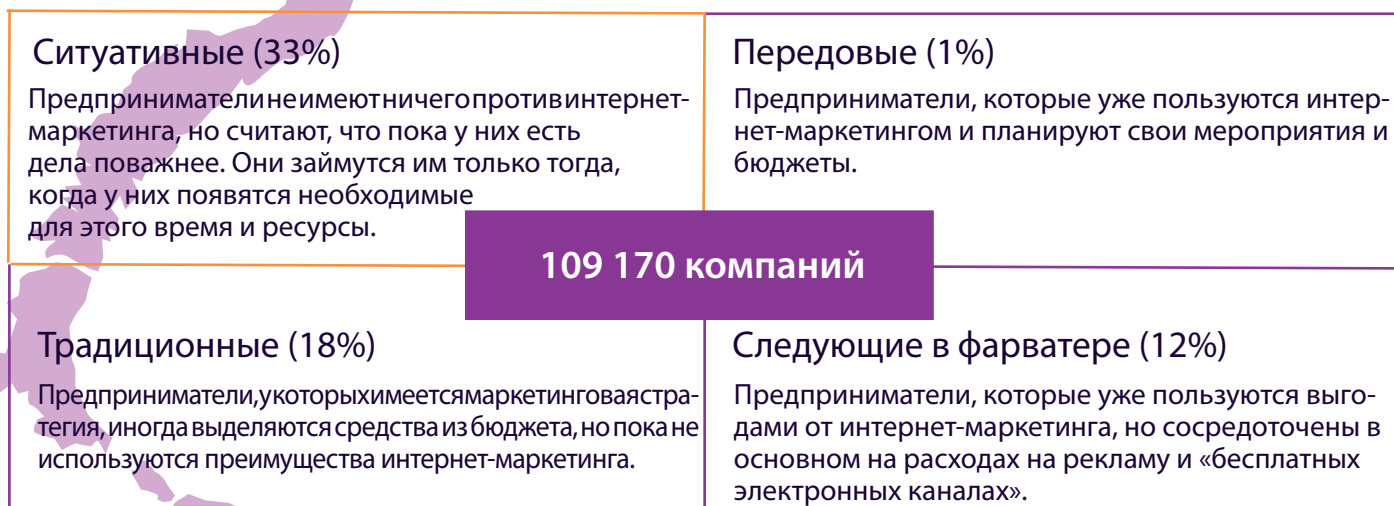 Ситуативные (33%)
Предприниматели не имеют ничего против интернет-
маркетинга, но считают, что пока у них есть
дела поважнее. Они займутся им только тогда,
когда у них появятся необходимые
для этого время и ресурсы.
Передовые (1%)
Предприниматели, которые уже пользуются интер-
нет-маркетингом и планируют свои мероприятия и
бюджеты.
109 170 компаний
Традиционные (18%)
Предприниматели, у которых имеется маркетинговая стра-
тегия, иногда выделяются средства из бюджета, но пока не
используются преимущества интернет-маркетинга.
Следующие в фарватере (12%)
Предприниматели, которые уже пользуются выго-
дами от интернет-маркетинга, но сосредоточены в
основном на расходах на рекламу и «бесплатных
электронных каналах».